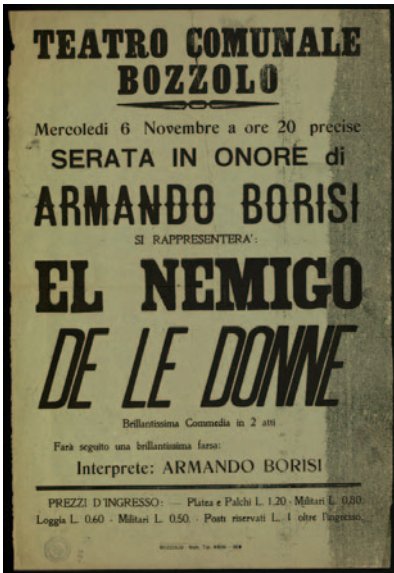 TEATRO COMUNALE
BOZZOLO
Mercoledi 6 Novembre a ore 20 precise
SERATA IN ONORE di
ARMANDO BORISI
SI RAPPRESENTERA':
EL NEMIGO
DE LE DONNE
Brillantissima Commedia in 2 atti
Farà seguito una brillantissima farsa:
Interprete: ARMANDO BORISI
PREZZI D'INGRESSO: — Platea e Palchi L. 1.20 - Militari L. 0.80.
Loggia L. 0.60 - Militari L. 0.50. - Posti riservati L. 1 oltre l'ingresso.